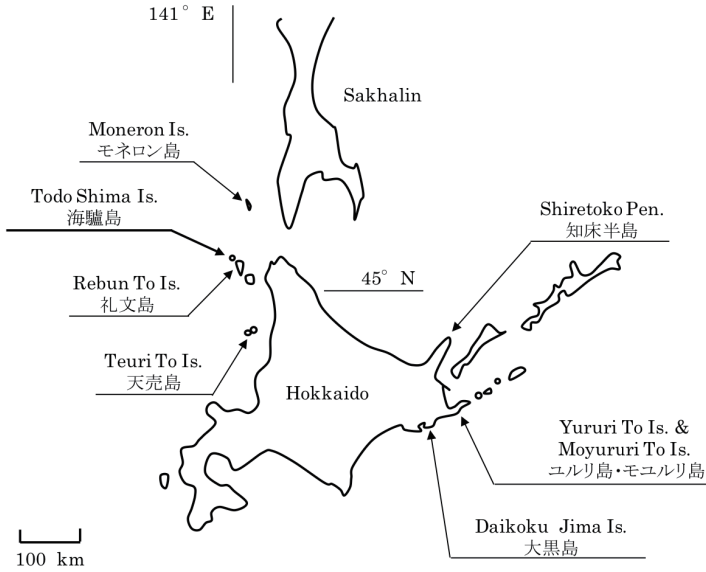 141° E
Sakhalin
Moneron Is.
モネロン島
Todo Shima Is.
海驢島
Shiretoko Pen.
知床半島
Rebun To Is.
礼文島
45° N
Teuri To Is.
天売島
Hokkaido
Yururi To Is. &
Moyururi To Is.
ユルリ島・モユルリ島
Daikoku Jima Is.
大黒島
100 km